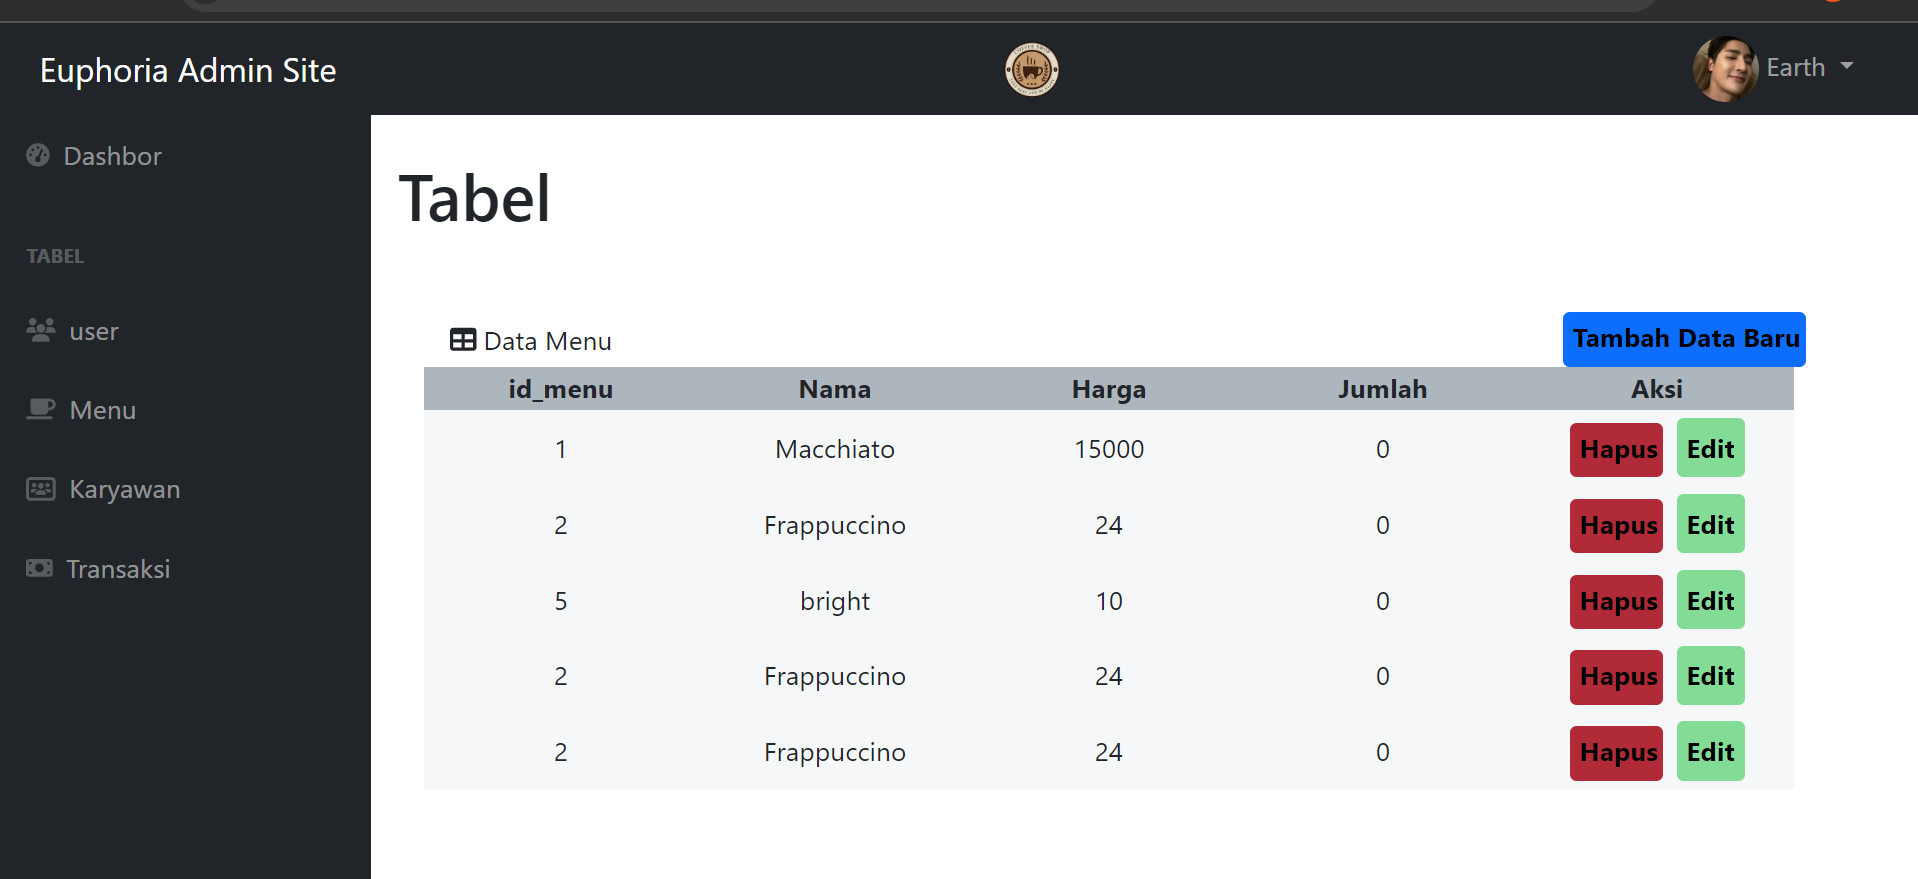 Euphoria Admin Site
Earth
Dashbor
TABEL
user
Menu
Karyawan
Transaksi
Tabel
Data Menu
Tambah Data Baru
id_menu Nama Harga Jumlah Aksi
1 Macchiato 15000 0 Hapus Edit
2 Frappuccino 24 0 Hapus Edit
5 bright 10 0 Hapus Edit
2 Frappuccino 24 0 Hapus Edit
2 Frappuccino 24 0 Hapus Edit